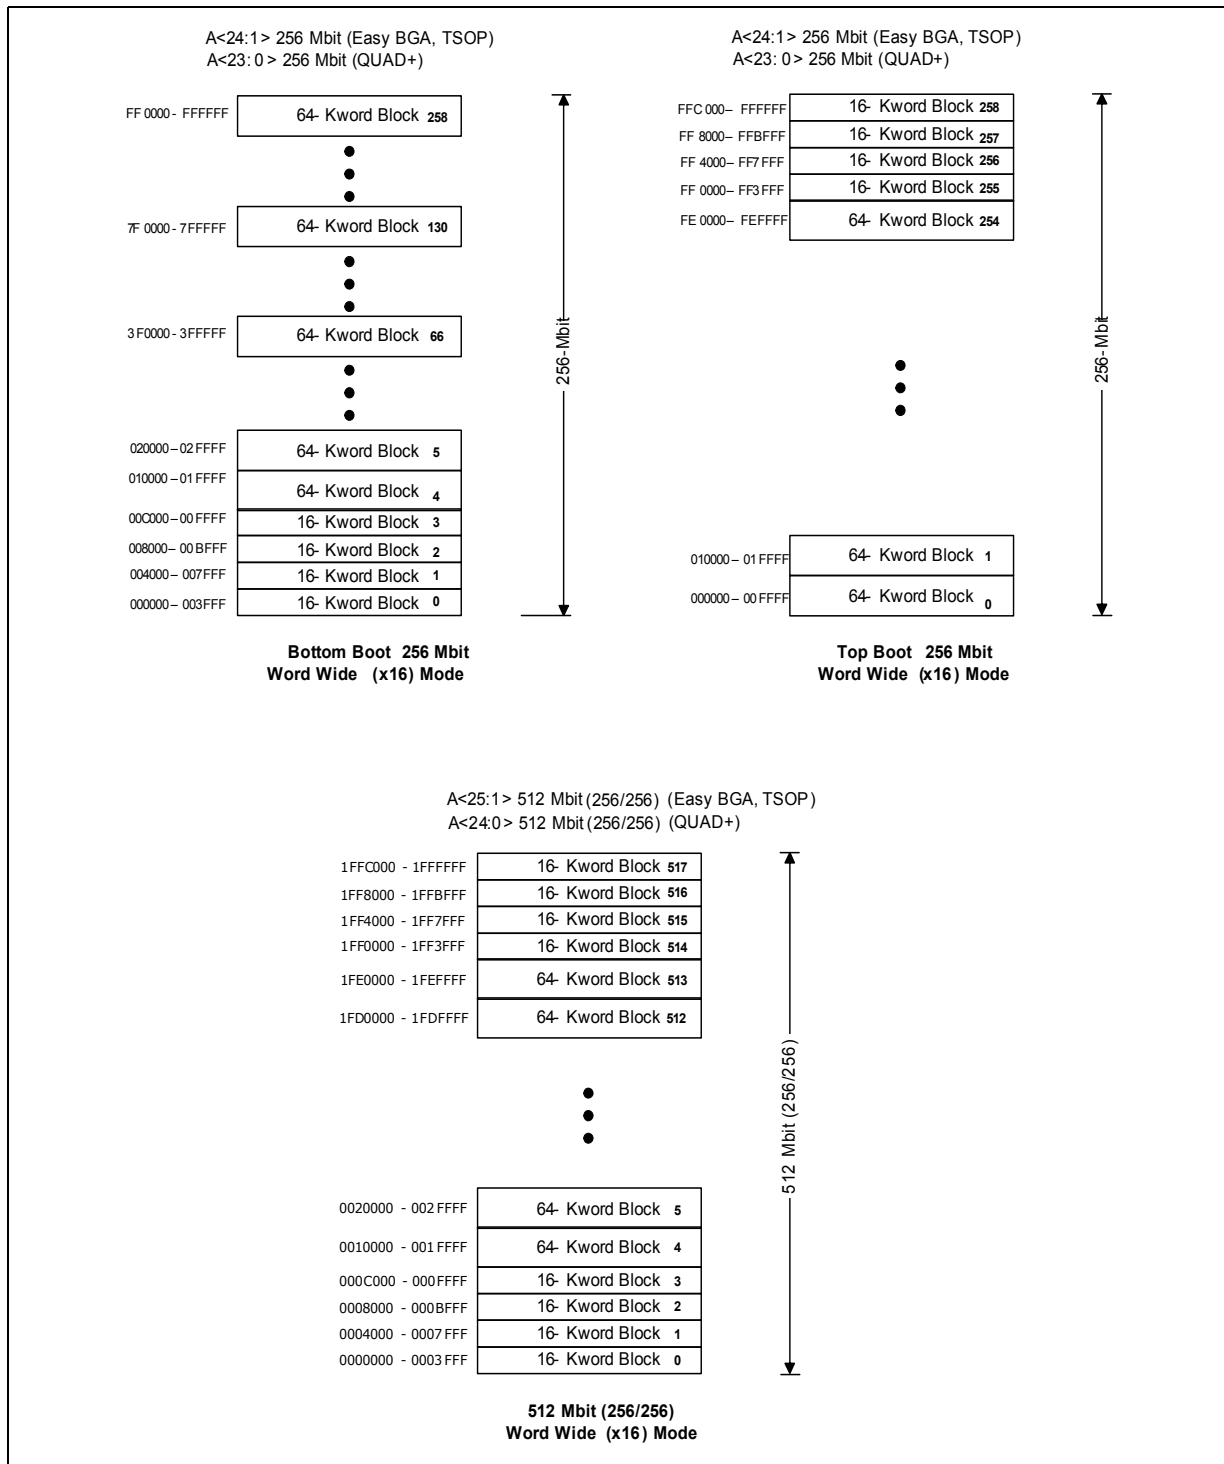 A<24:1> 256 Mbit (Easy BGA, TSOP)
A<23: 0> 256 Mbit (QUAD+)
FF 0000 - FFFFFF 64- Kword Block 258
7F 0000 - 7FFFFF 64- Kword Block 130
3F0000 - 3FFFFF 64- Kword Block 66
020000 – 02 FFFF 64- Kword Block 5
010000 – 01 FFFF 64- Kword Block 4
00C000 – 00 FFFF 16- Kword Block 3
008000 – 00 BFFF 16- Kword Block 2
004000 – 007FFF 16- Kword Block 1
000000 – 003FFF 16- Kword Block 0
256-Mbit
Bottom Boot 256 Mbit
Word Wide (x16) Mode
A<24:1> 256 Mbit (Easy BGA, TSOP)
A<23: 0> 256 Mbit (QUAD+)
FFC 000 – FFFFFF 16- Kword Block 258
FF 8000 – FFBFFF 16- Kword Block 257
FF 4000 – FF7 FFF 16- Kword Block 256
FF 0000 – FF3 FFF 16- Kword Block 255
FE 0000 – FEFFFF 64- Kword Block 254
010000 – 01 FFFF 64- Kword Block 1
000000 – 00 FFFF 64- Kword Block 0
256-Mbit
Top Boot 256 Mbit
Word Wide (x16) Mode
A<25:1> 512 Mbit (256/256) (Easy BGA, TSOP)
A<24:0> 512 Mbit (256/256) (QUAD+)
1FFC000 - 1FFFFFF 16- Kword Block 517
1FF8000 - 1FFBFFF 16- Kword Block 516
1FF4000 - 1FF7FFF 16- Kword Block 515
1FF0000 - 1FF3FFF 16- Kword Block 514
1FE0000 - 1FEFFFF 64- Kword Block 513
1FD0000 - 1FDFFFF 64- Kword Block 512
0020000 - 002 FFFF 64- Kword Block 5
0010000 - 001 FFFF 64- Kword Block 4
000C000 - 000 FFFF 16- Kword Block 3
0008000 - 000BFFF 16- Kword Block 2
0004000 - 0007 FFF 16- Kword Block 1
0000000 - 0003 FFF 16- Kword Block 0
512 Mbit (256/256)
512 Mbit (256/256)
Word Wide (x16) Mode